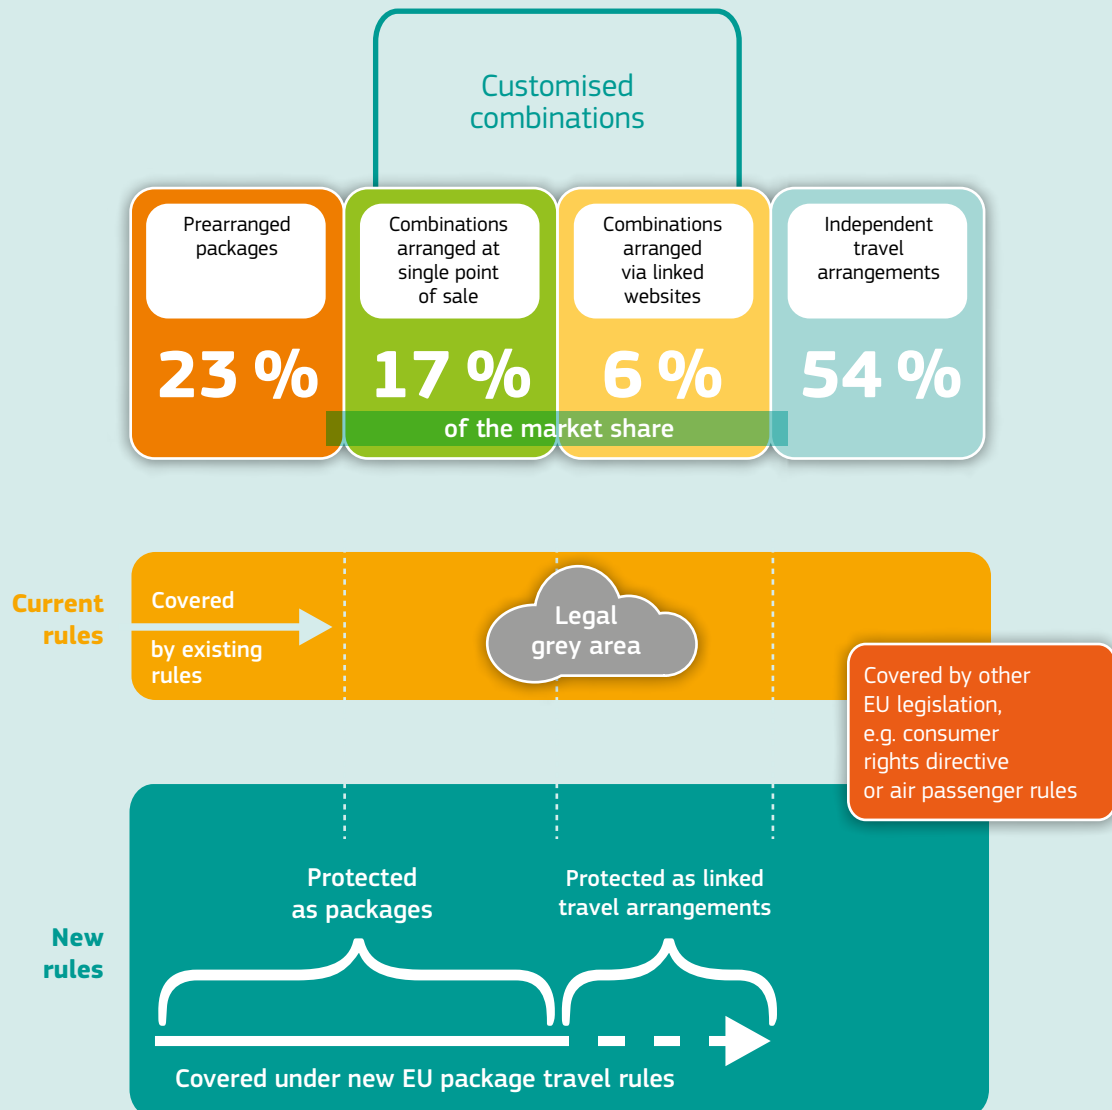 Customised
combinations
Prearranged
packages
23 %
Combinations
arranged at
single point
of sale
17 %
Combinations
arranged
via linked
websites
6 %
Independent
travel
arrangements
54 %
of the market share
Current
rules
Covered
by existing
rules
Legal
grey area
Covered by other
EU legislation,
e.g. consumer
rights directive
or air passenger rules
New
rules
Protected
as packages
Protected as linked
travel arrangements
Covered under new EU package travel rules